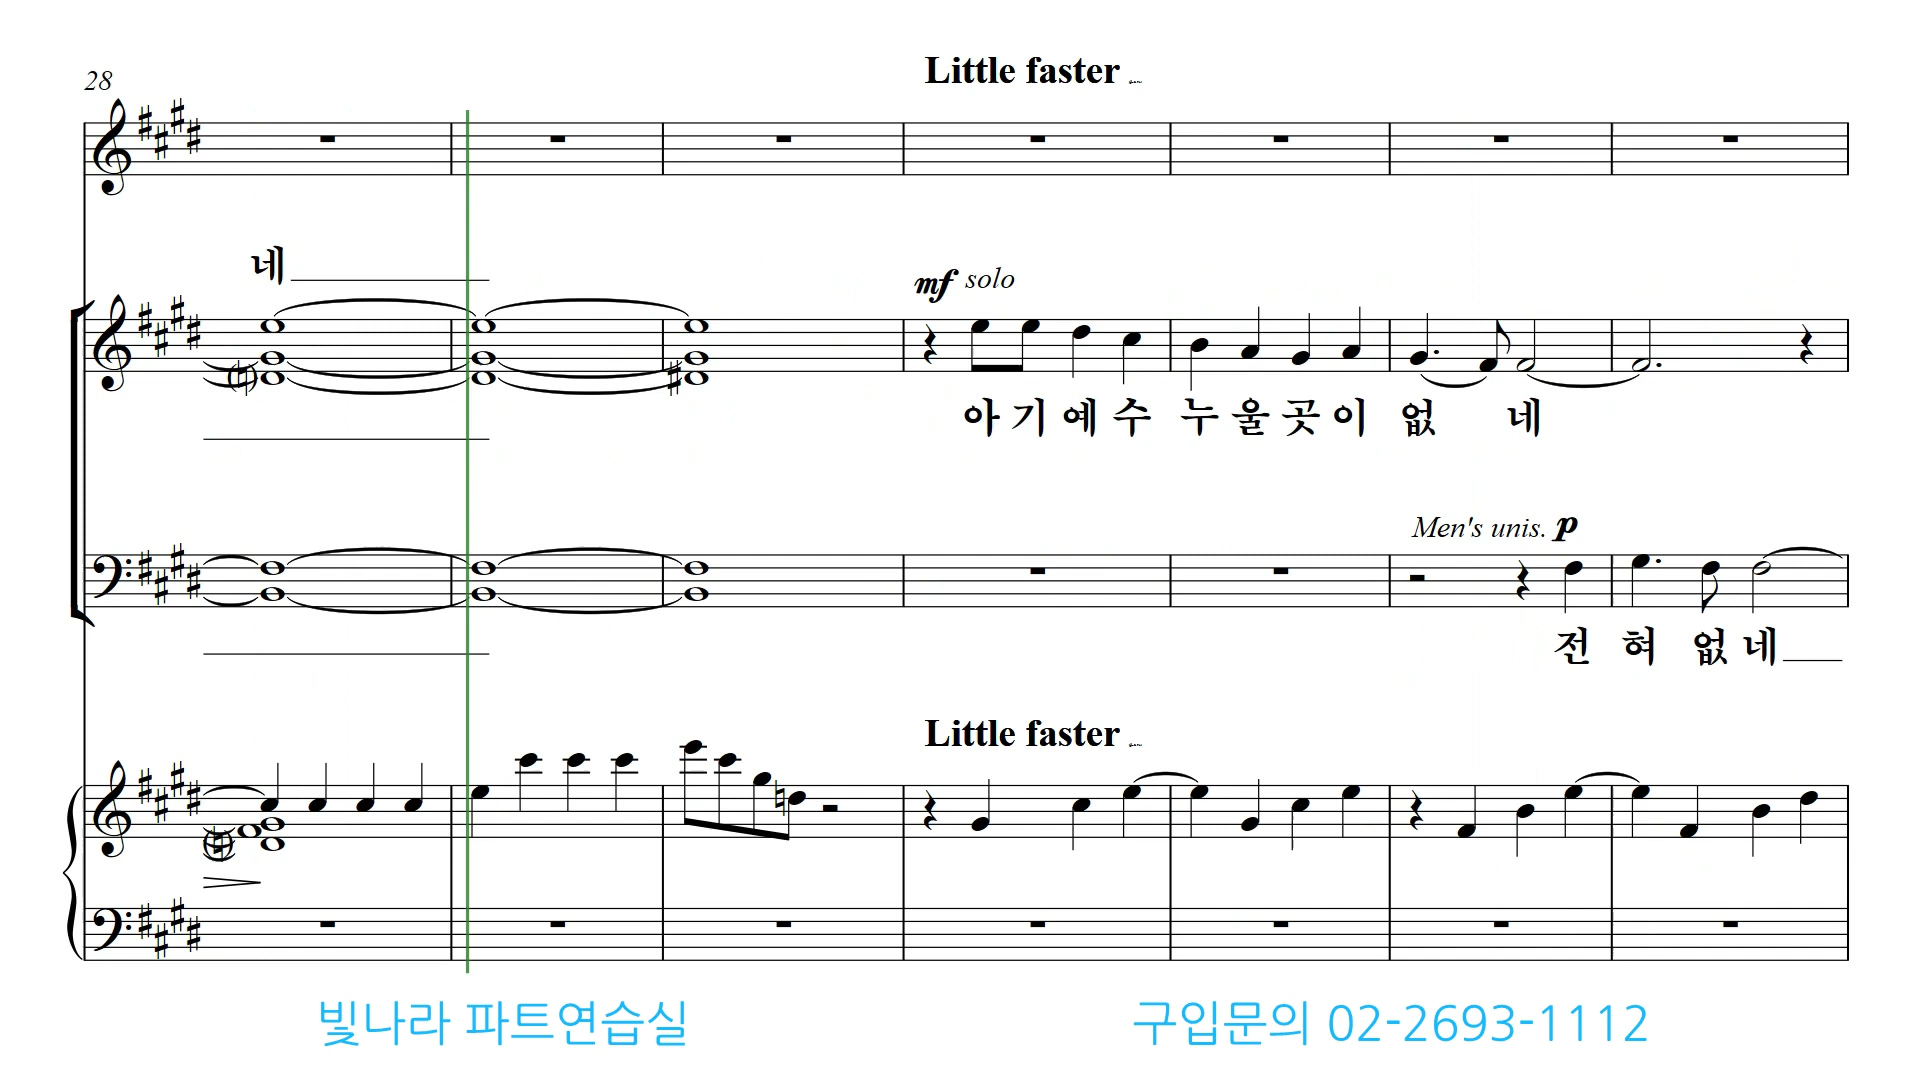 Little faster
28
네
mf solo
아기예수 누울곳이 없 네
Men's unis. p
전 혀 없네
Little faster
빛나라 파트연습실
구입문의 02-2693-1112